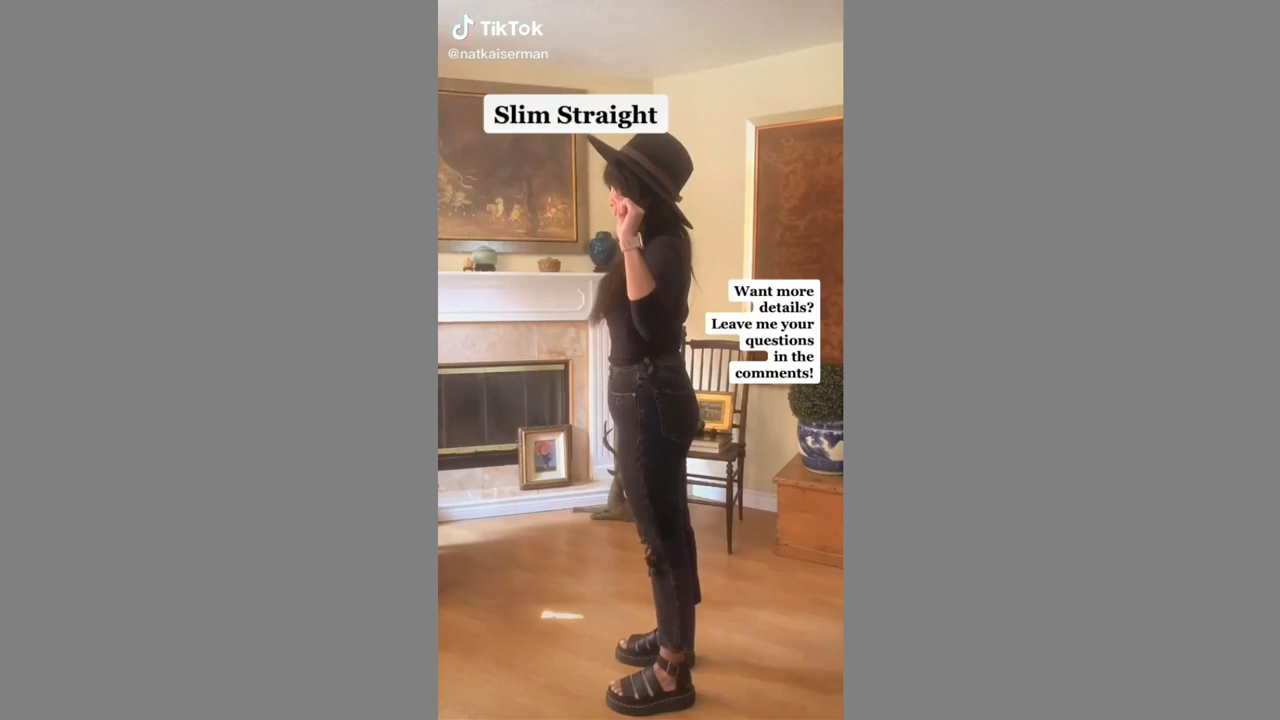 TikTok
@natkaiserman
Slim Straight
Want more
details?
Leave me your
questions
in the
comments!